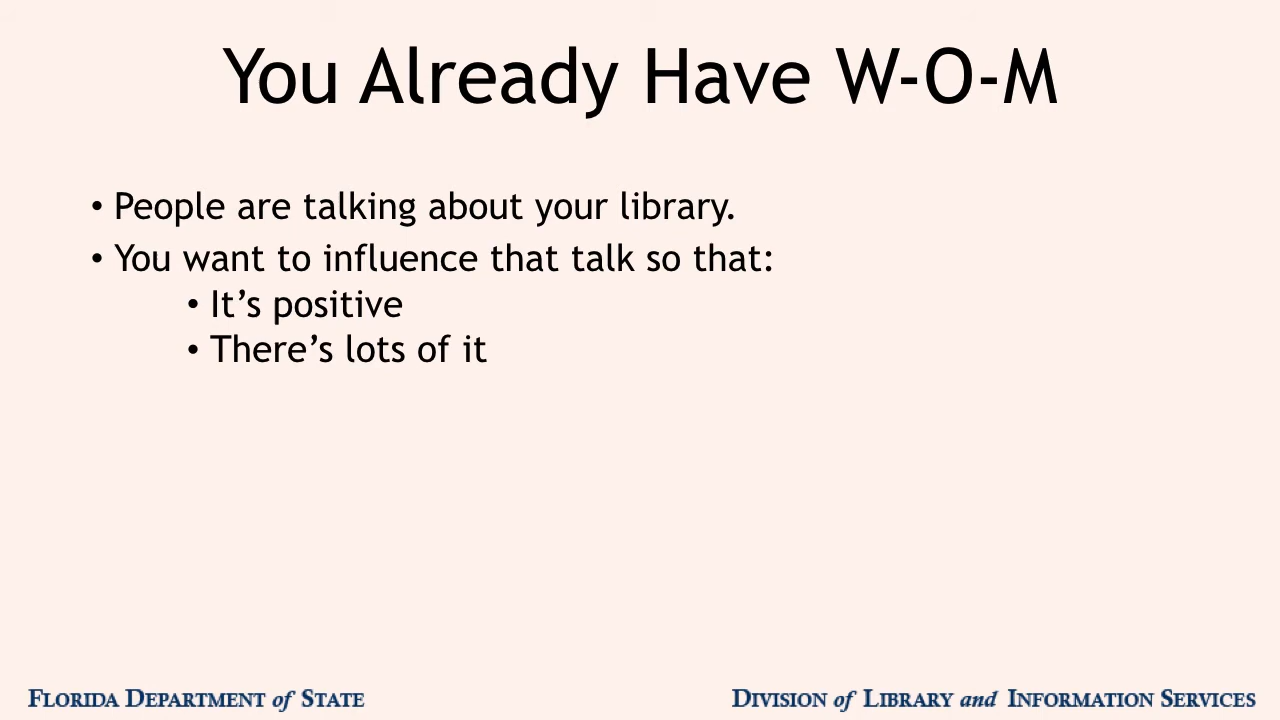 You Already Have W-O-M
• People are talking about your library.
• You want to influence that talk so that:
• It’s positive
• There’s lots of it
FLORIDA DEPARTMENT of STATE
DIVISION of LIBRARY and INFORMATION SERVICES